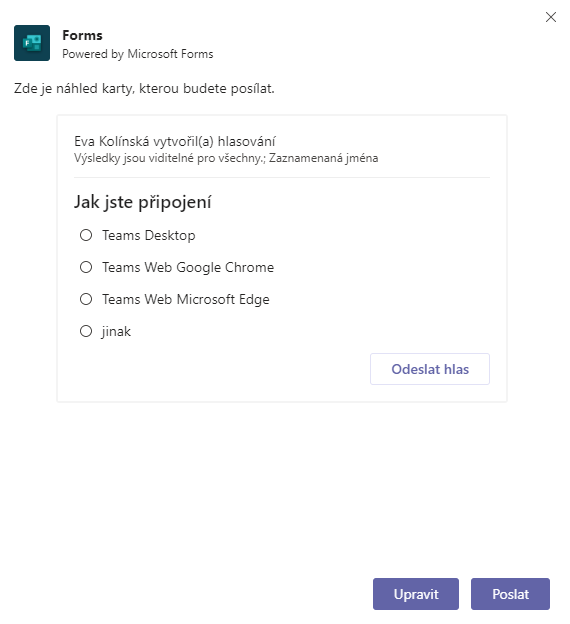 Forms
Powered by Microsoft Forms
Zde je náhled karty, kterou budete posílat.
Eva Kolínská vytvořil(a) hlasování
Výsledky jsou viditelné pro všechny.; Zaznamenaná jména
Jak jste připojení
Teams Desktop
Teams Web Google Chrome
Teams Web Microsoft Edge
jinak
Odeslat hlas
Upravit
Poslat